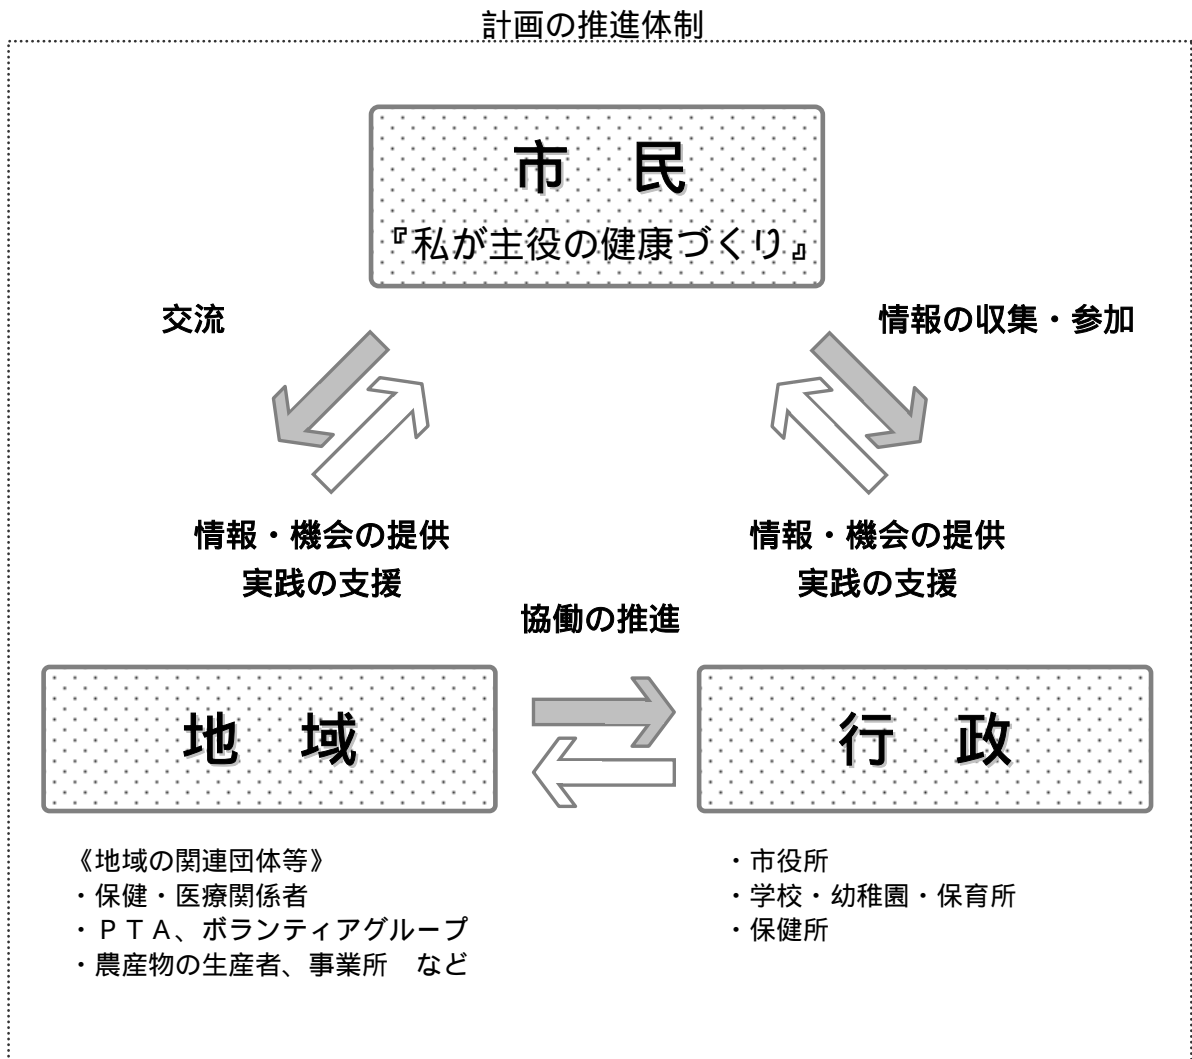 計画の推進体制
市　民
『私が主役の健康づくり』
交流
情報の収集・参加
情報・機会の提供
実践の支援
情報・機会の提供
実践の支援
協働の推進
地　域
行　政
《地域の関連団体等》
・保健・医療関係者
・ＰＴＡ、ボランティアグループ
・農産物の生産者、事業所　など
・市役所
・学校・幼稚園・保育所
・保健所